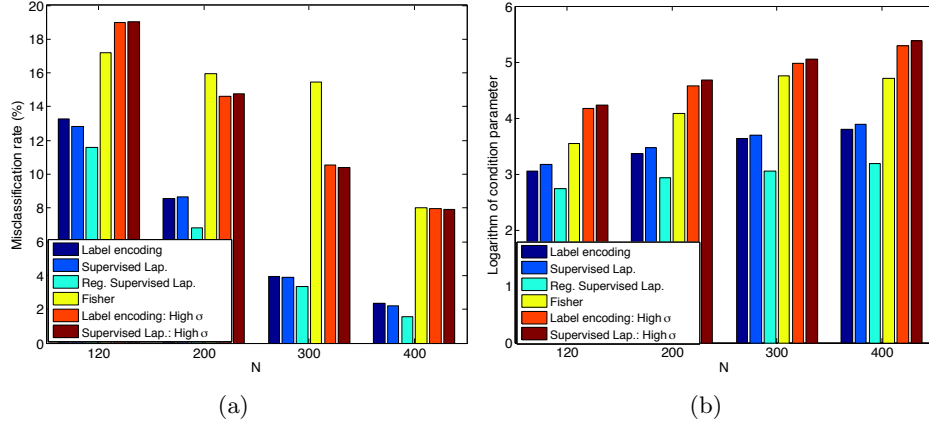 20
18
16
14
12
10
8
6
4
2
0
Misclassification rate (%)
Label encoding
Supervised Lap.
Reg. Supervised Lap.
Fisher
Label encoding: High σ
Supervised Lap.: High σ
120 200 300 400
N
(a)
6
5
4
3
2
1
0
Logarithm of condition parameter
Label encoding
Supervised Lap.
Reg. Supervised Lap.
Fisher
Label encoding: High σ
Supervised Lap.: High σ
120 200 300 400
N
(b)